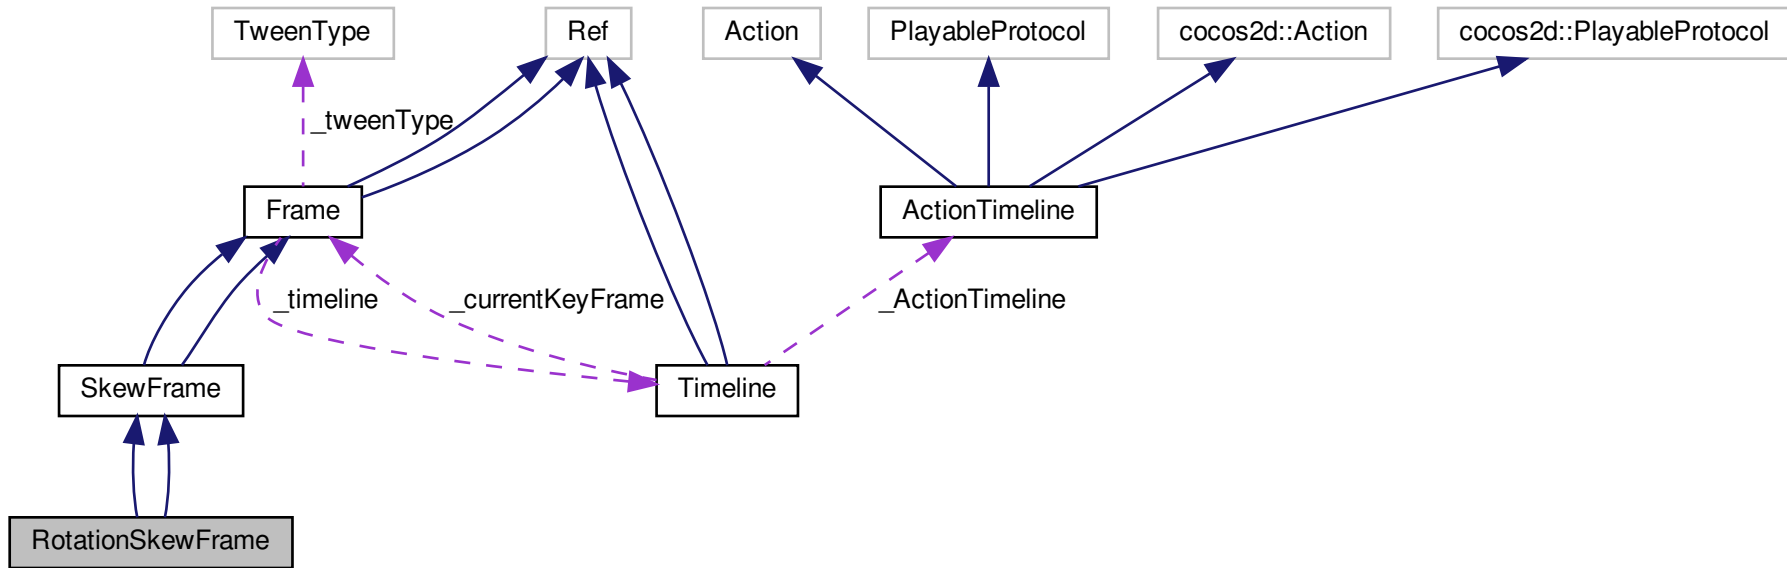 TweenType
Ref
Action
PlayableProtocol
cocos2d::Action
cocos2d::PlayableProtocol
_tweenType
Frame
ActionTimeline
_timeline
_currentKeyFrame
_ActionTimeline
SkewFrame
Timeline
RotationSkewFrame